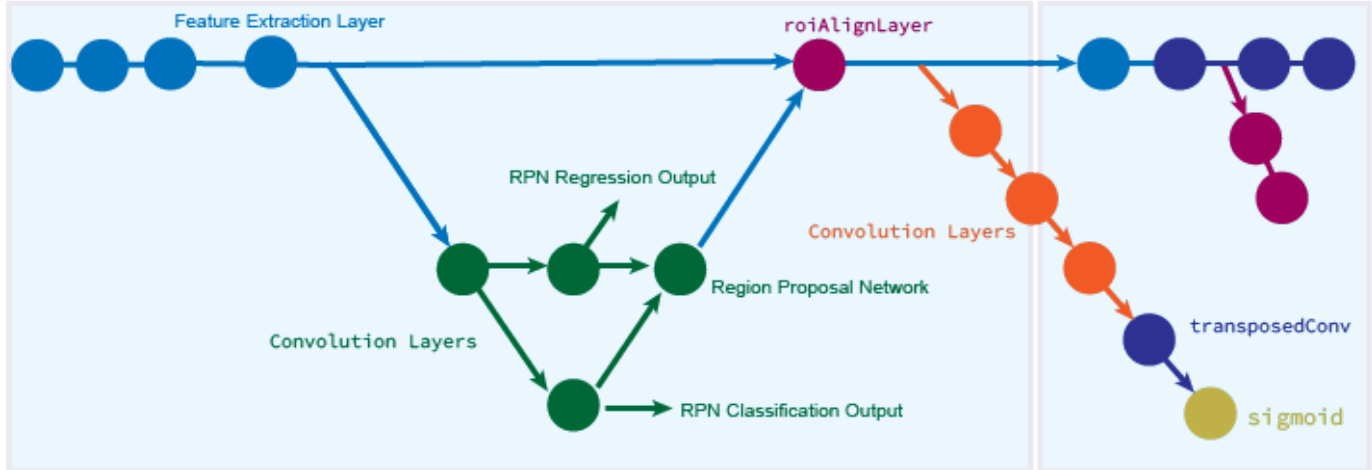 Feature Extraction Layer
roiAlignLayer
RPN Regression Output
Convolution Layers
Region Proposal Network
transposedConv
Convolution Layers
RPN Classification Output
sigmoid